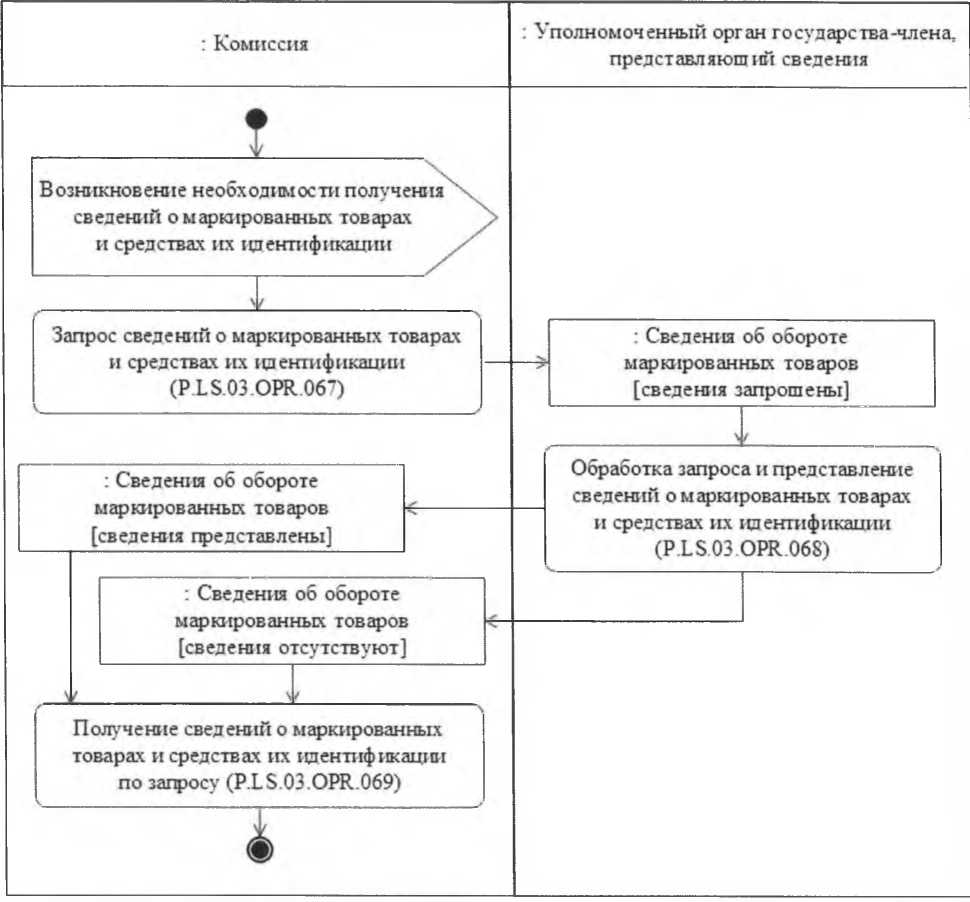 : Комиссия
: Уполномоченный орган государства-члена,
представляющий сведения
Возникновение необходимости получения
сведений о маркированных товарах
и средствах их идентификации
Запрос сведений о маркированных товарах
и средствах их идентификации
(P.LS.03.OPR.067)
: Сведения об обороте
маркированных товаров
[сведения запрошены]
Обработка запроса и представление
сведений о маркированных товарах
и средствах их идентификации
(P.LS.03.OPR.068)
: Сведения об обороте
маркированных товаров
[сведения представлены]
: Сведения об обороте
маркированных товаров
[сведения отсутствуют]
Получение сведений о маркированных
товарах и средствах их идентификации
по запросу (P.LS.03.OPR.069)